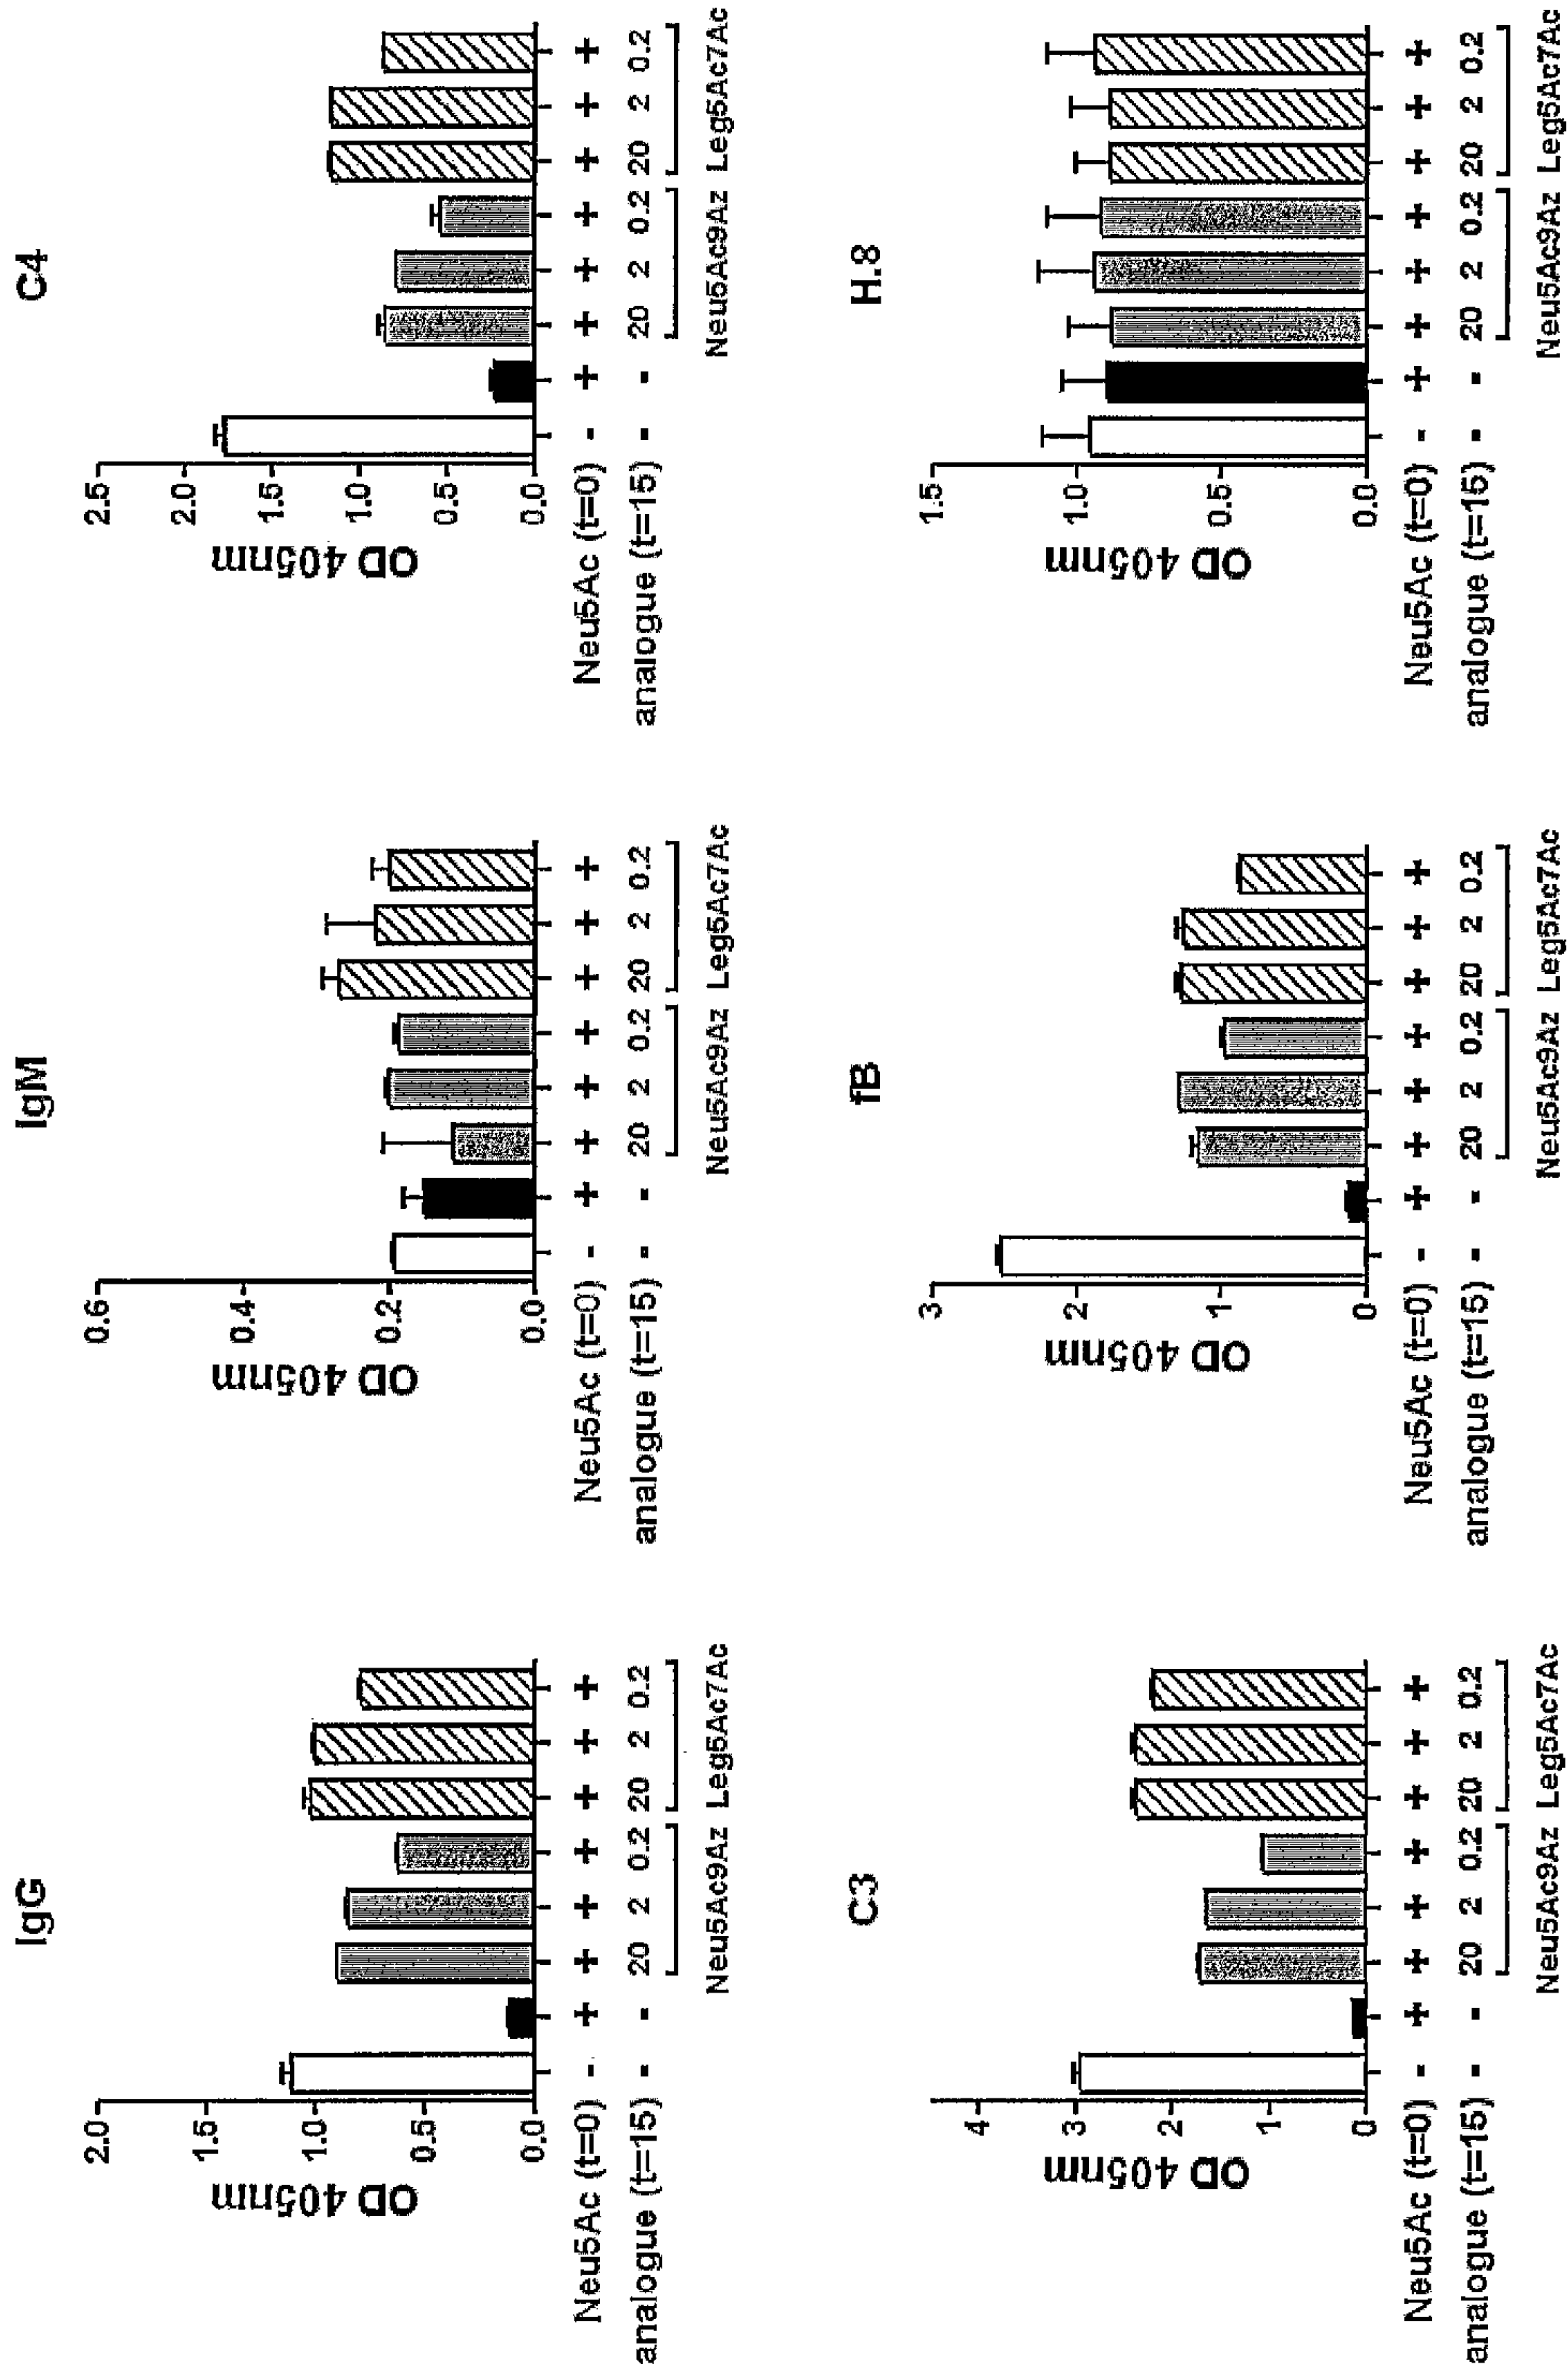 IgG
2.0
1.5
1.0
0.5
0.0
OD 405nm
Neu5Ac (t=0) - + + + + + + +
analogue (t=15) - - 20 2 0.2 20 2 0.2
Neu5Ac9Az Leg5Ac7Ac
IgM
0.6
0.4
0.2
0.0
OD 405nm
Neu5Ac (t=0) - + + + + + + +
analogue (t=15) - - 20 2 0.2 20 2 0.2
Neu5Ac9Az Leg5Ac7Ac
C4
2.5
2.0
1.5
1.0
0.5
0.0
OD 405nm
Neu5Ac (t=0) - + + + + + + +
analogue (t=15) - - 20 2 0.2 20 2 0.2
Neu5Ac9Az Leg5Ac7Ac
C3
4
3
2
1
0
OD 405nm
Neu5Ac (t=0) - + + + + + + +
analogue (t=15) - - 20 2 0.2 20 2 0.2
Neu5Ac9Az Leg5Ac7Ac
fB
3
2
1
0
OD 405nm
Neu5Ac (t=0) - + + + + + + +
analogue (t=15) - - 20 2 0.2 20 2 0.2
Neu5Ac9Az Leg5Ac7Ac
H.8
1.5
1.0
0.5
0.0
OD 405nm
Neu5Ac (t=0) - + + + + + + +
analogue (t=15) - - 20 2 0.2 20 2 0.2
Neu5Ac9Az Leg5Ac7Ac